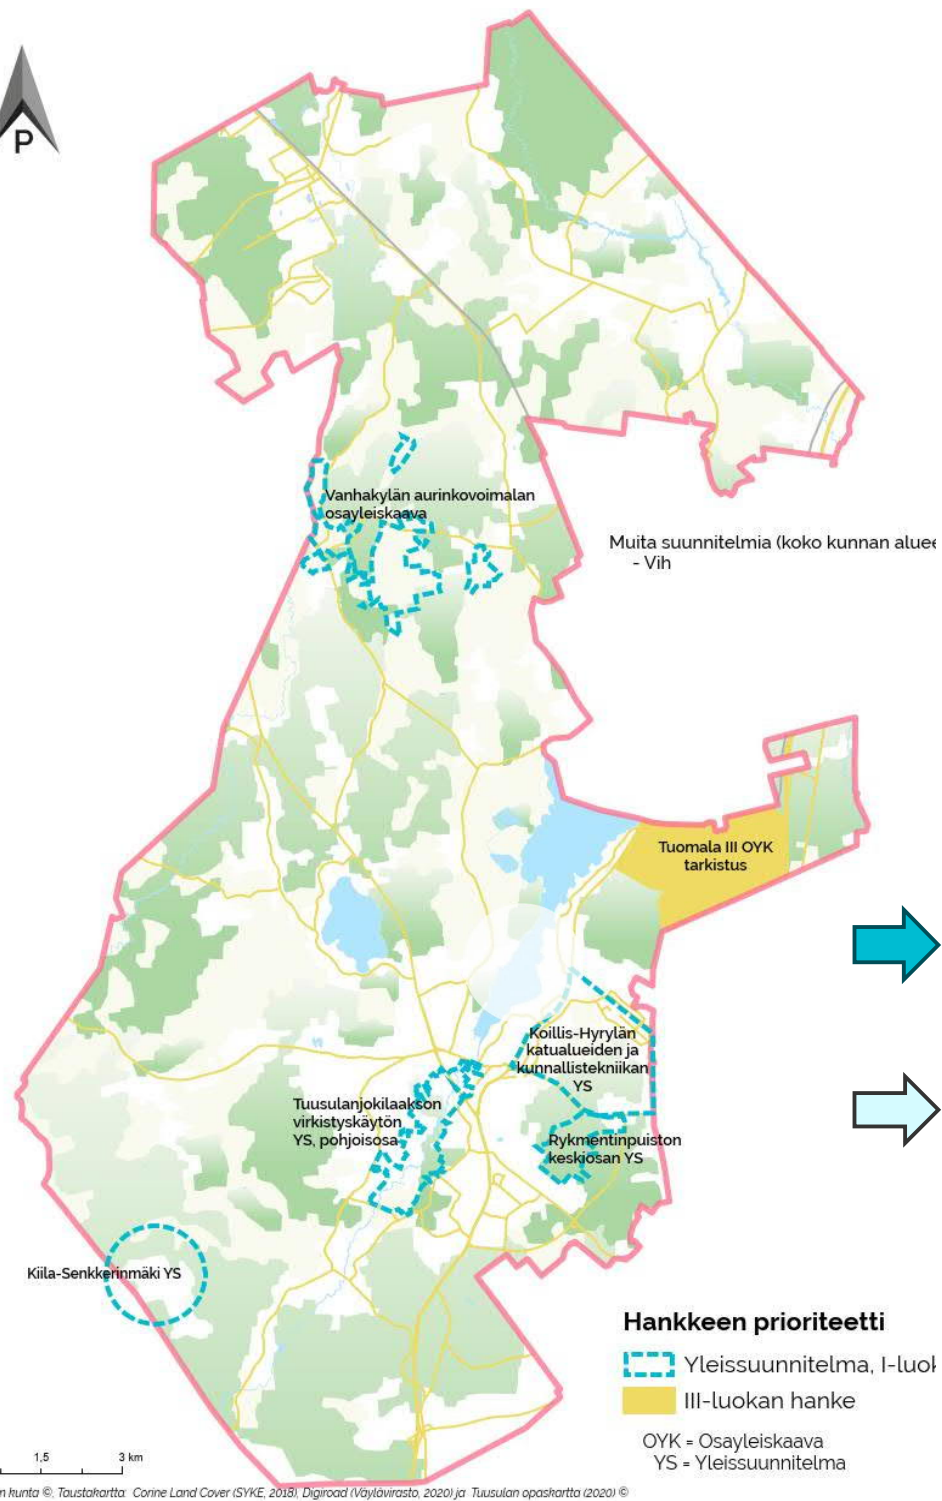 P
Vanhakylän aurinkovoimalan
osayleiskaava
Muita suunnitelmia (koko kunnan aluee
- Vih
Tuomala III OYK
tarkistus
Koillis-Hyrylän
katualueiden ja
kunnallistekniikan
YS
Tuusulanjokilaakson
virkistyskäytön
YS, pohjoisosa
Rykmentinpuiston
keskiosan YS
Kiila-Senkkerinmäki YS
Hankkeen prioriteetti
Yleissuunnitelma, I-luok
III-luokan hanke
OYK = Osayleiskaava
YS = Yleissuunnitelma
1,5 3 km
n kunta ©, Taustakartta: Corine Land Cover (SYKE, 2018), Digiroad (Väylävirasto, 2020) ja Tuusulan opaskartta (2020) ©